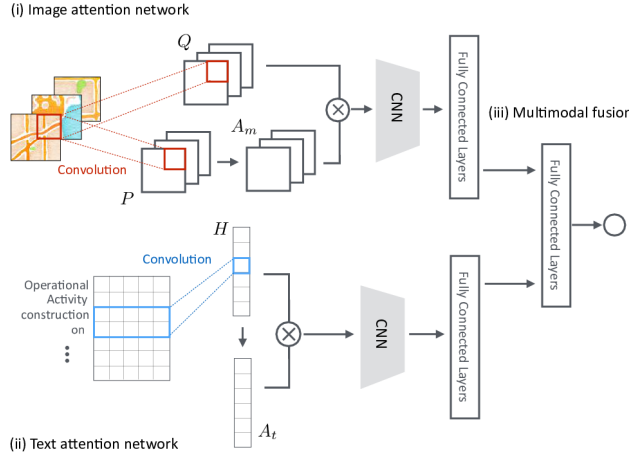 (i) Image attention network
Q
A_m
P
Convolution
CNN
Fully Connected Layers
(iii) Multimodal fusion
Fully Connected Layers
H
Convolution
Operational
Activity
construction
on
CNN
Fully Connected Layers
A_t
(ii) Text attention network